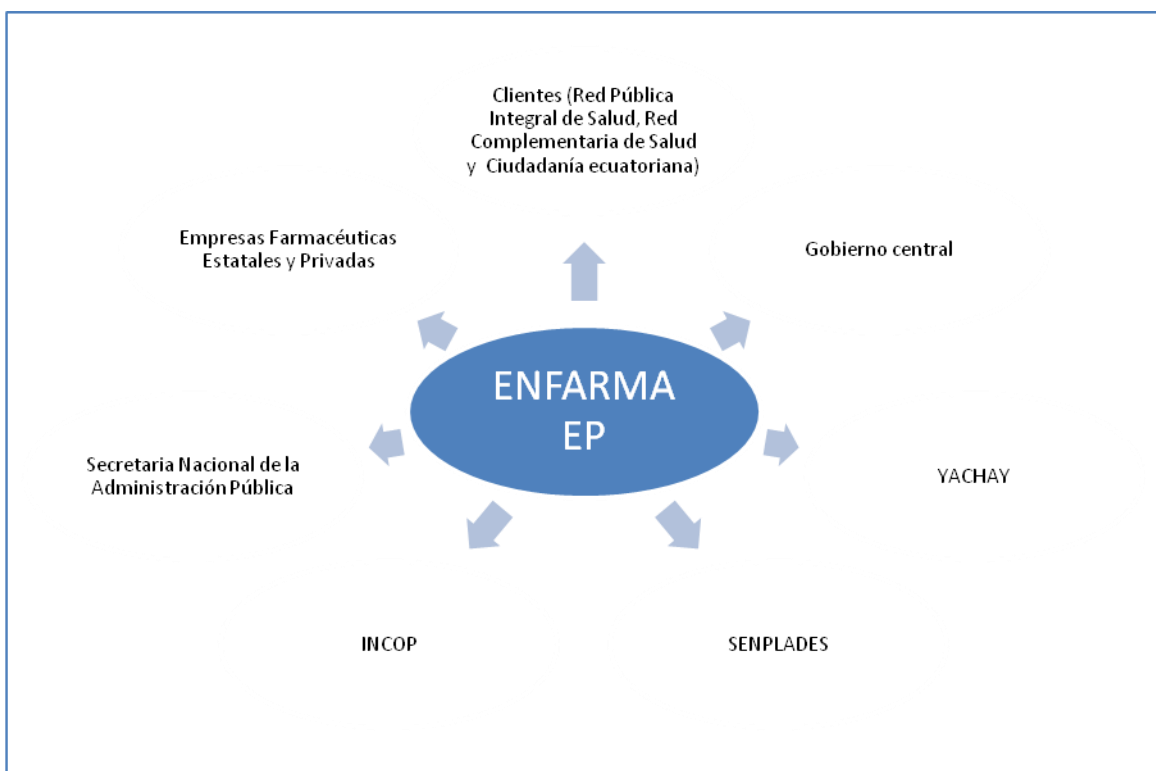 Clientes (Red Pública
Integral de Salud, Red
Complementaria de Salud
y Ciudadanía ecuatoriana)
Empresas Farmacéuticas
Estatales y Privadas
Gobierno central
ENFARMA
EP
Secretaria Nacional de la
Administración Pública
YACHAY
INCOP
SENPLADES